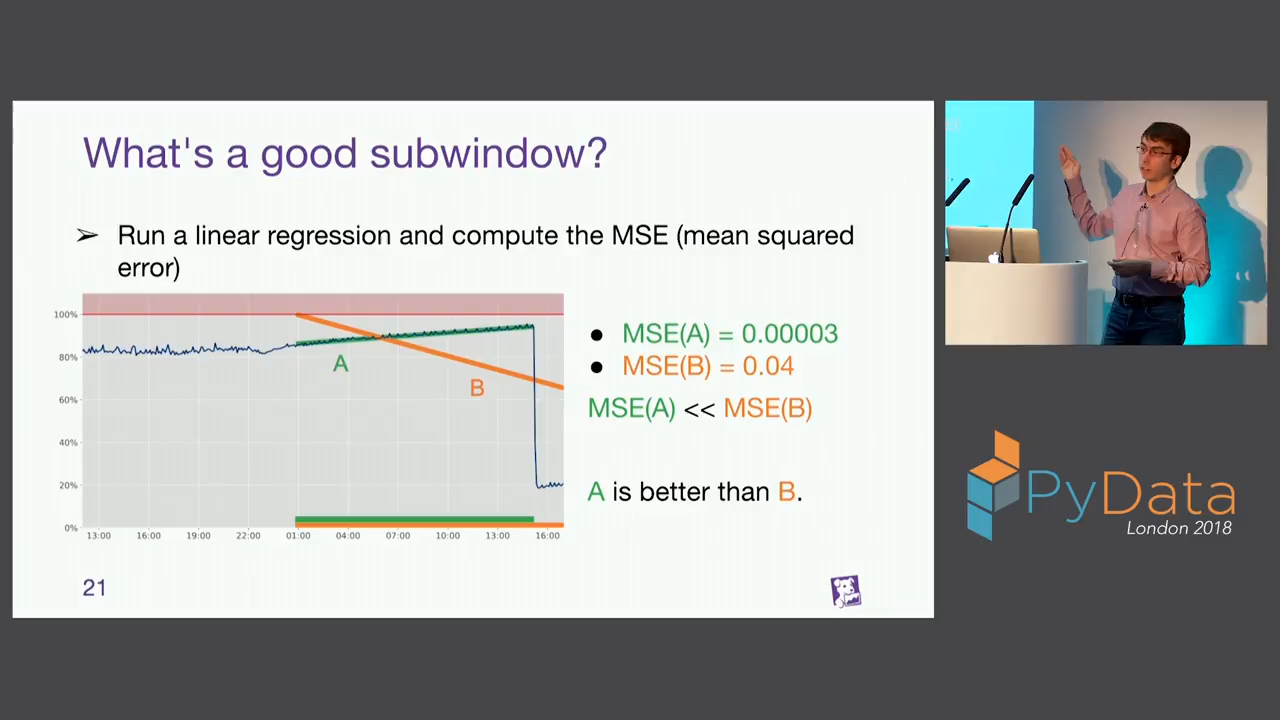 What's a good subwindow?
➢ Run a linear regression and compute the MSE (mean squared
error)
100%
80%
60%
40%
20%
0%
A
B
13:00 16:00 19:00 22:00 01:00 04:00 07:00 10:00 13:00 16:00
● MSE(A) = 0.00003
● MSE(B) = 0.04
MSE(A) << MSE(B)
A is better than B.
21
PyData
London 2018